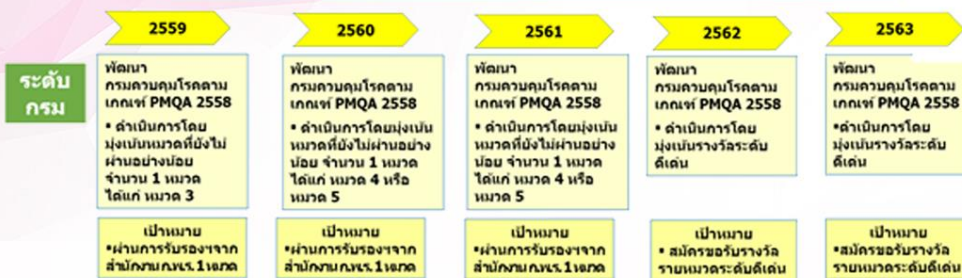 2559
2560
2561
2562
2563
ระดับ
กรม
พัฒนา
กรมควบคุมโรคตาม
เกณฑ์ PMQA 2558
▪ ดำเนินการโดย
มุ่งเน้นหมวดที่ยังไม่
ผ่านอย่างน้อย
จำนวน 1 หมวด
ได้แก่ หมวด 3
พัฒนา
กรมควบคุมโรคตาม
เกณฑ์ PMQA 2558
▪ ดำเนินการโดยมุ่งเน้น
หมวดที่ยังไม่ผ่านอย่าง
น้อย จำนวน 1 หมวด
ได้แก่ หมวด 4 หรือ
หมวด 5
พัฒนา
กรมควบคุมโรคตาม
เกณฑ์ PMQA 2558
▪ ดำเนินการโดยมุ่งเน้น
หมวดที่ยังไม่ผ่านอย่าง
น้อย จำนวน 1 หมวด
ได้แก่ หมวด 4 หรือ
หมวด 5
พัฒนา
กรมควบคุมโรคตาม
เกณฑ์ PMQA 2558
▪ ดำเนินการโดย
มุ่งเน้นรางวัลระดับ
ดีเด่น
พัฒนา
กรมควบคุมโรคตาม
เกณฑ์ PMQA 2558
▪ดำเนินการโดย
มุ่งเน้นรางวัลระดับ
ดีเด่น
เป้าหมาย
▪ผ่านการรับรองฯจาก
สำนักงานก.พ.ร. 1 หมวด
เป้าหมาย
▪ผ่านการรับรองฯจาก
สำนักงานก.พ.ร. 1 หมวด
เป้าหมาย
▪ผ่านการรับรองฯจาก
สำนักงานก.พ.ร. 1 หมวด
เป้าหมาย
▪ สมัครขอรับรางวัล
รายหมวดระดับดีเด่น
เป้าหมาย
▪สมัครขอรับรางวัล
รายหมวดระดับดีเด่น